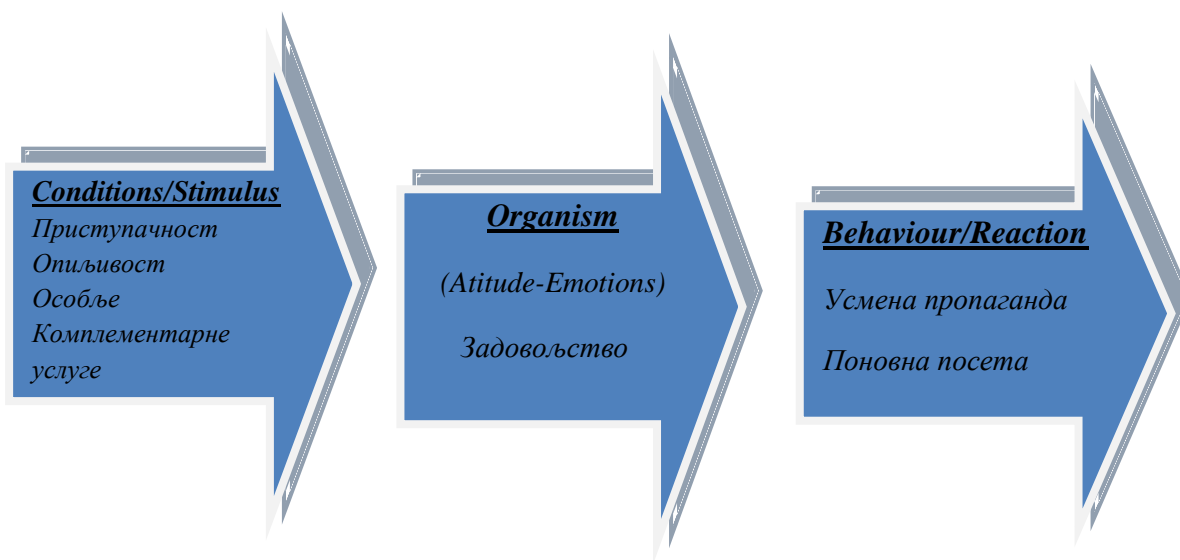 Conditions/Stimulus
Приступачност
Опиљивост
Особље
Комплементарне
услуге
Organism
(Atitude-Emotions)
Задовољство
Behaviour/Reaction
Усмена пропаганда
Поновна посета